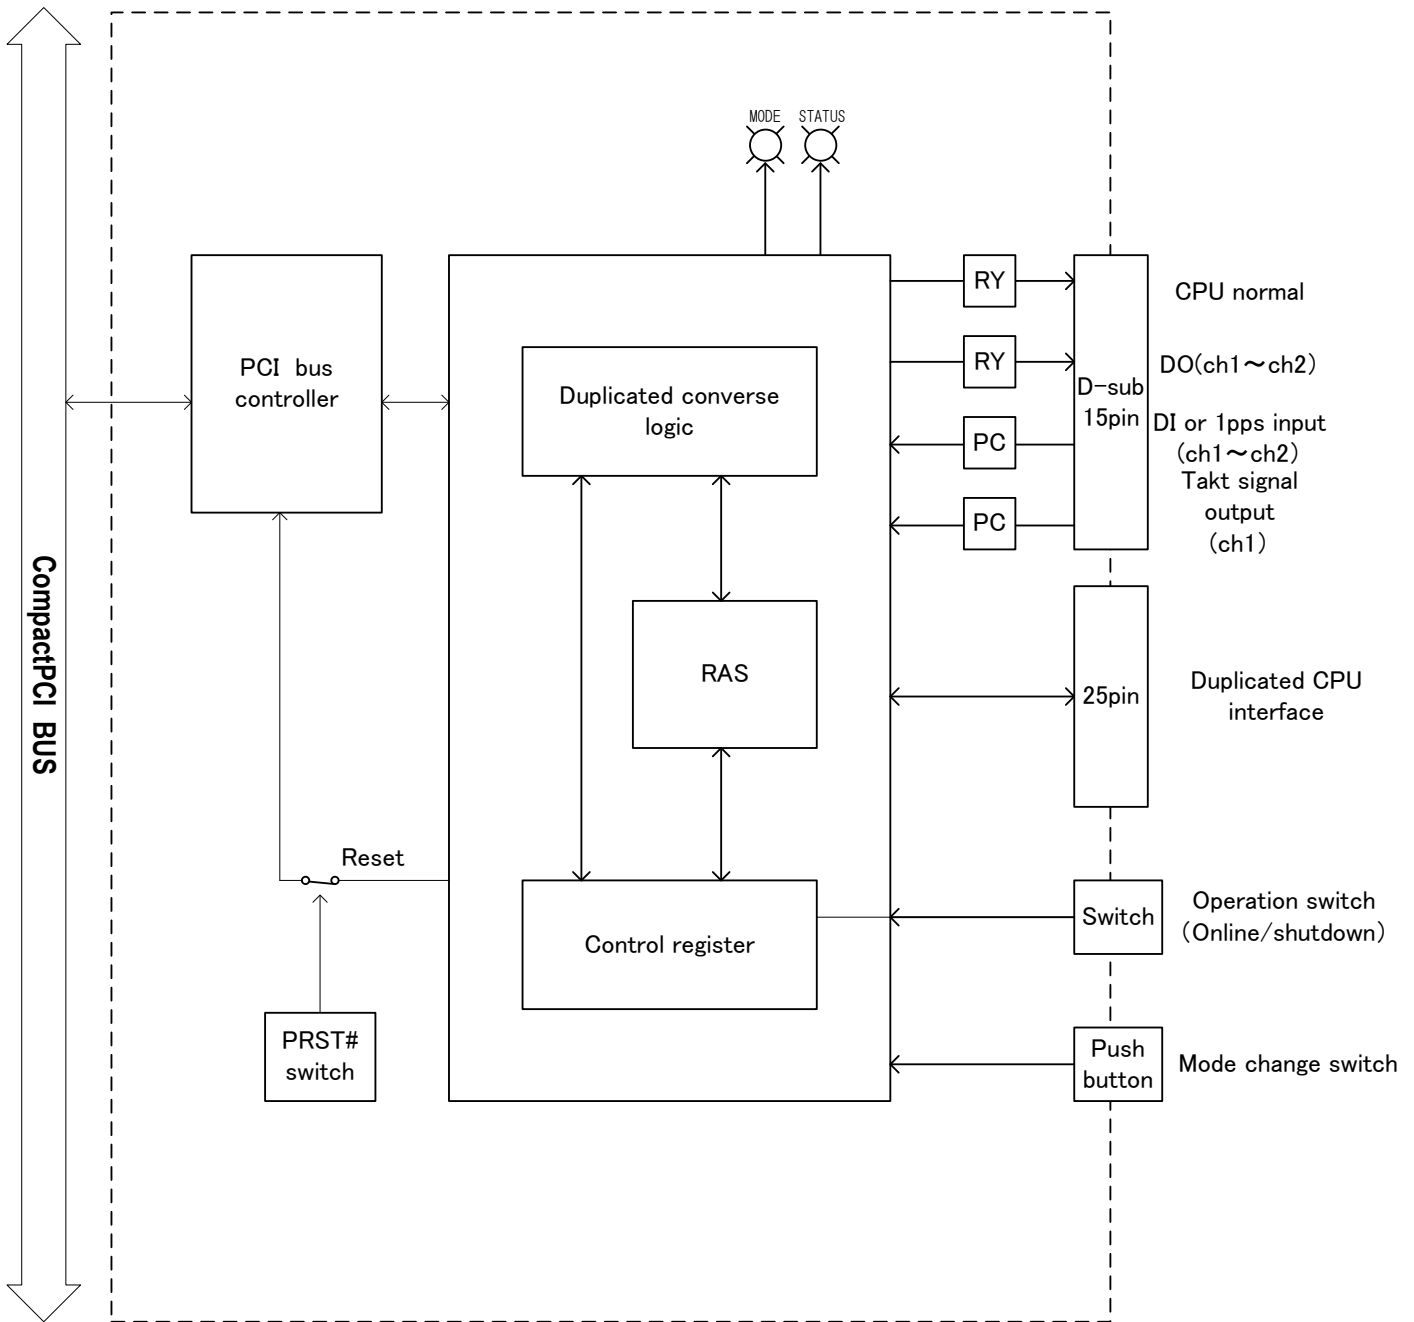 MODE STATUS
RY
CPU normal
PCI bus
controller
Duplicated converse
logic
RY
DO(ch1～ch2)
D-sub
15pin
PC
DI or 1pps input
(ch1～ch2)
PC
Takt signal
output
(ch1)
CompactPCI BUS
RAS
25pin
Duplicated CPU
interface
Reset
Control register
Switch
Operation switch
(Online/shutdown)
PRST#
switch
Push
button
Mode change switch